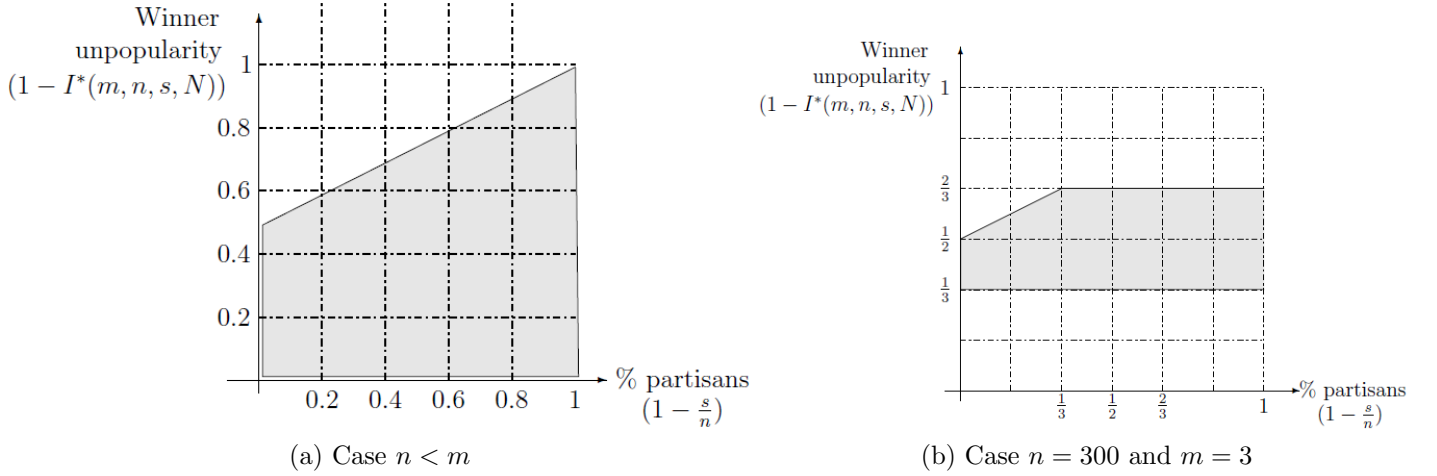 Winner
unpopularity
(1 − I*(m, n, s, N))
1
0.8
0.6
0.4
0.2
0.2 0.4 0.6 0.8 1
% partisans
(1 − s/n)
(a) Case n < m
Winner
unpopularity
(1 − I*(m, n, s, N))
1
2/3
1/2
1/3
1/3 1/2 2/3 1
% partisans
(1 − s/n)
(b) Case n = 300 and m = 3